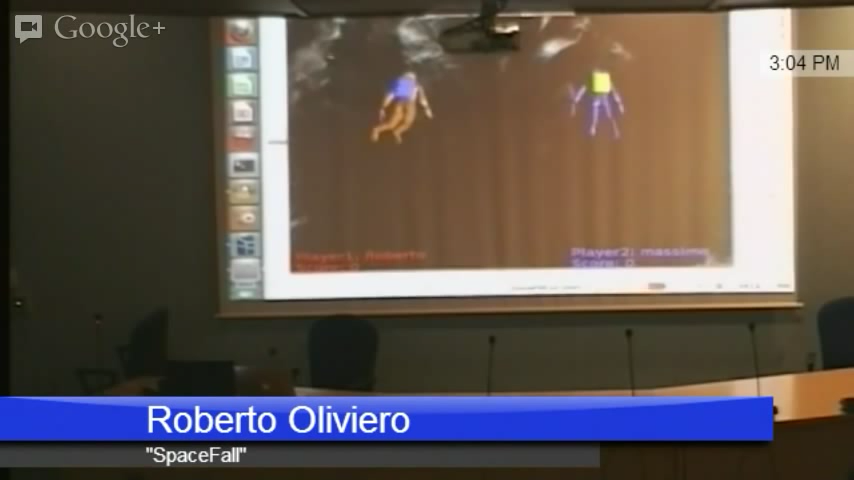 Google+
3:04 PM
Player1: Roberto
Score: 0
Player2: massimo
Score: 0
Roberto Oliviero
"SpaceFall"